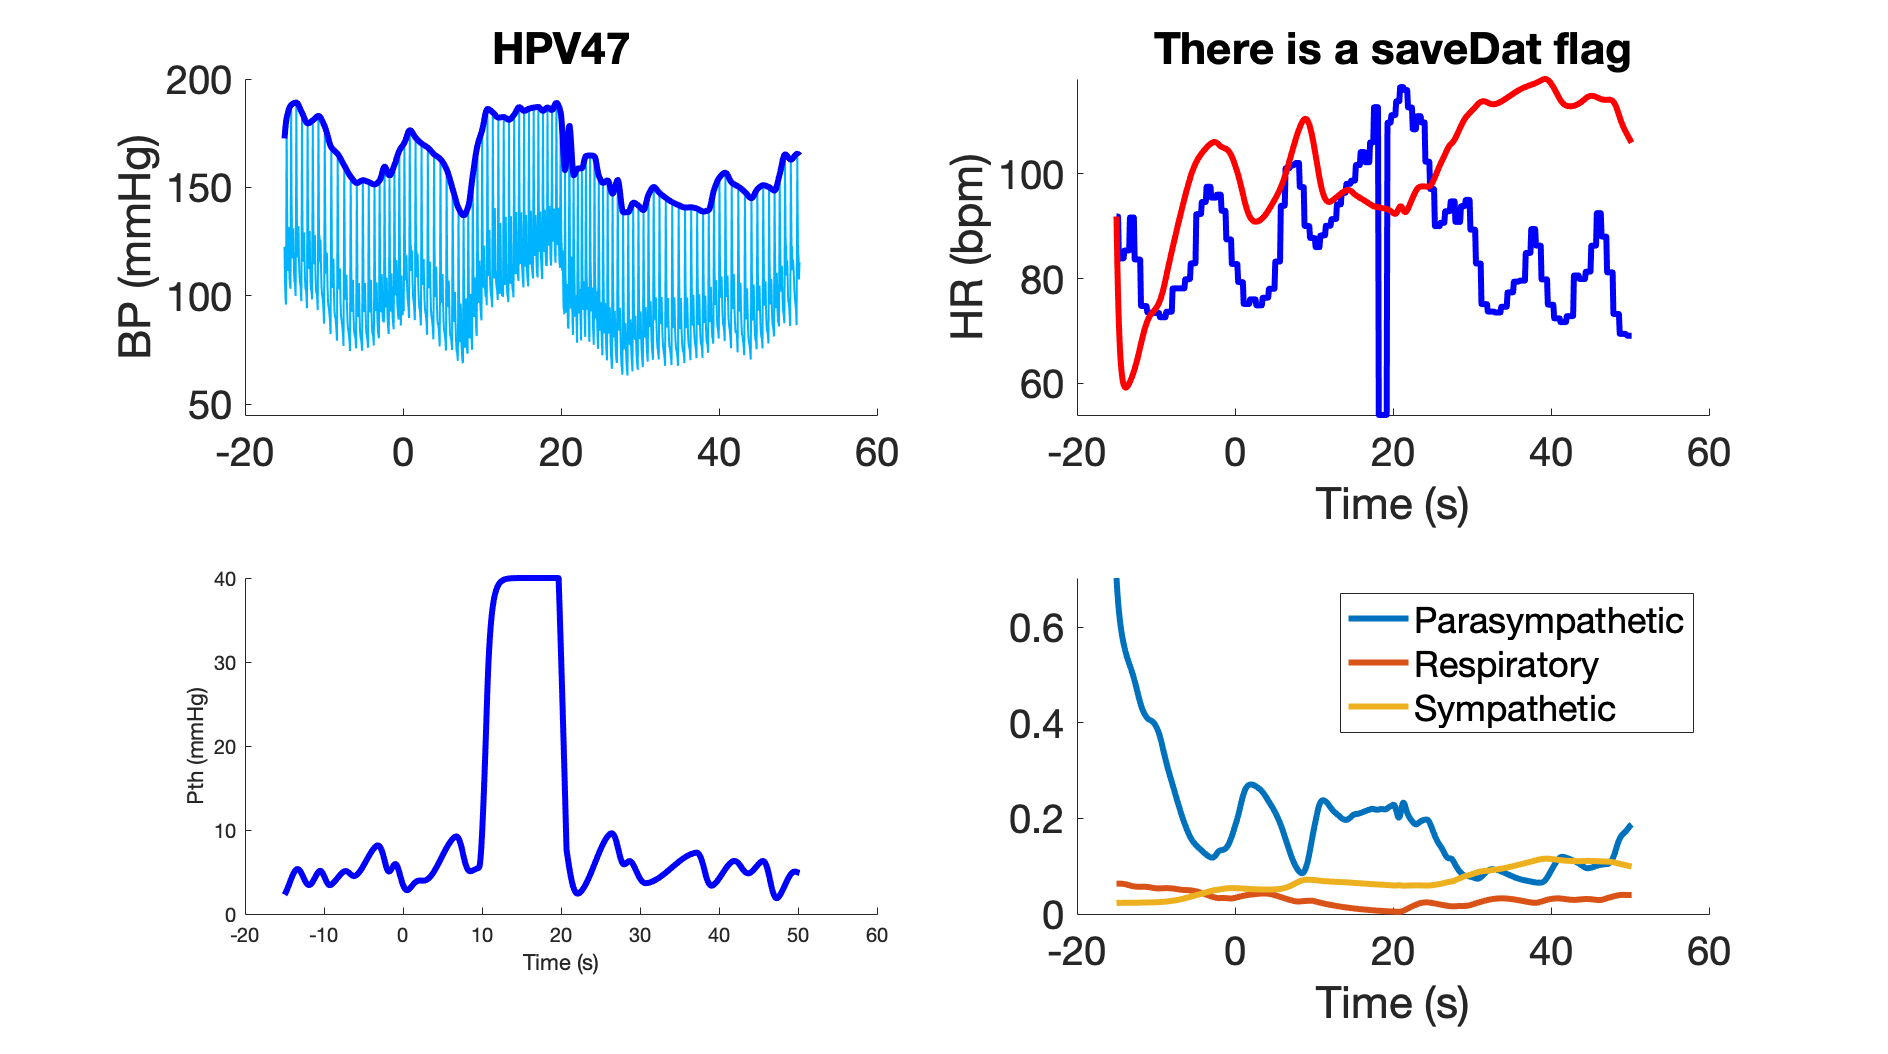 HPV47
200
150
100
50
BP (mmHg)
-20 0 20 40 60
There is a saveDat flag
100
80
60
HR (bpm)
-20 0 20 40 60
Time (s)
40
30
20
10
0
Pth (mmHg)
-20 -10 0 10 20 30 40 50 60
Time (s)
0.6
0.4
0.2
0
Parasympathetic
Respiratory
Sympathetic
-20 0 20 40 60
Time (s)